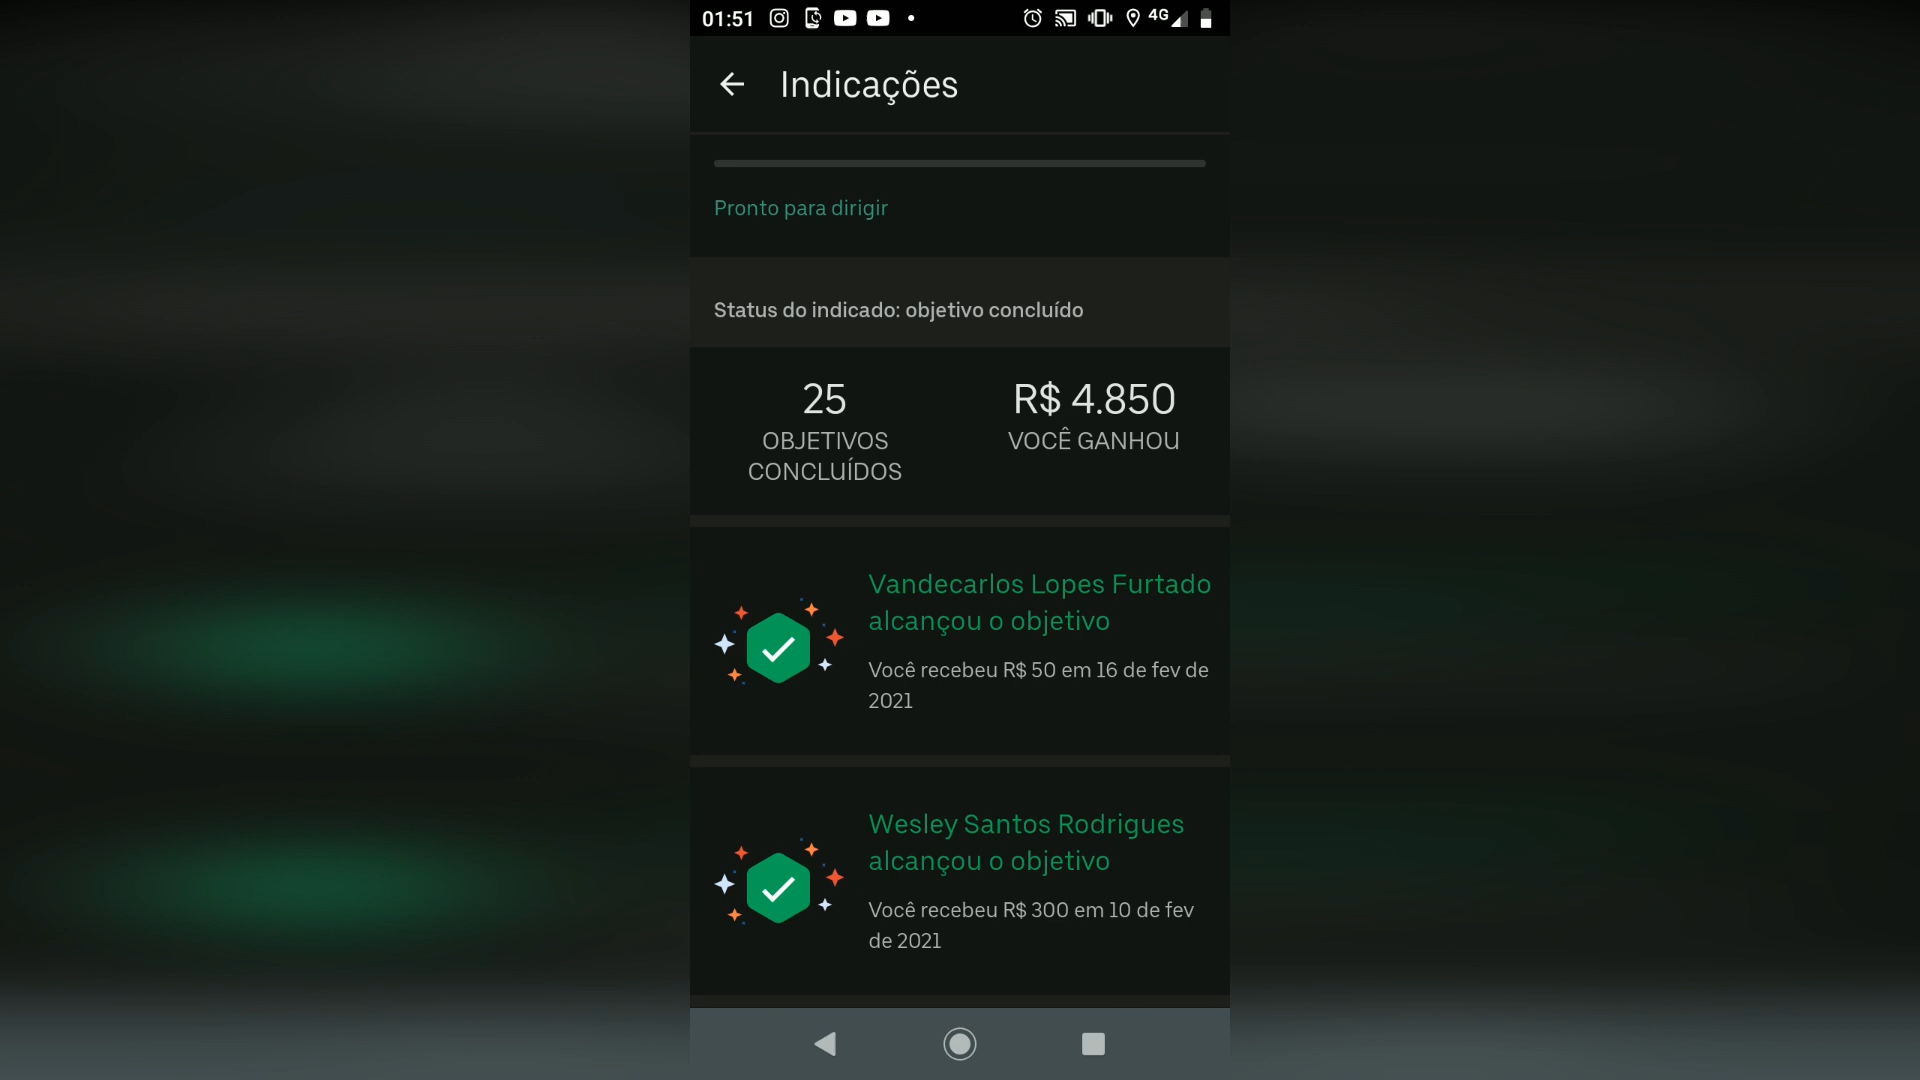 01:51
4G
Indicações
Pronto para dirigir
Status do indicado: objetivo concluído
25
OBJETIVOS
CONCLUÍDOS
R$ 4.850
VOCÊ GANHOU
Vandecarlos Lopes Furtado
alcançou o objetivo
Você recebeu R$ 50 em 16 de fev de
2021
Wesley Santos Rodrigues
alcançou o objetivo
Você recebeu R$ 300 em 10 de fev
de 2021